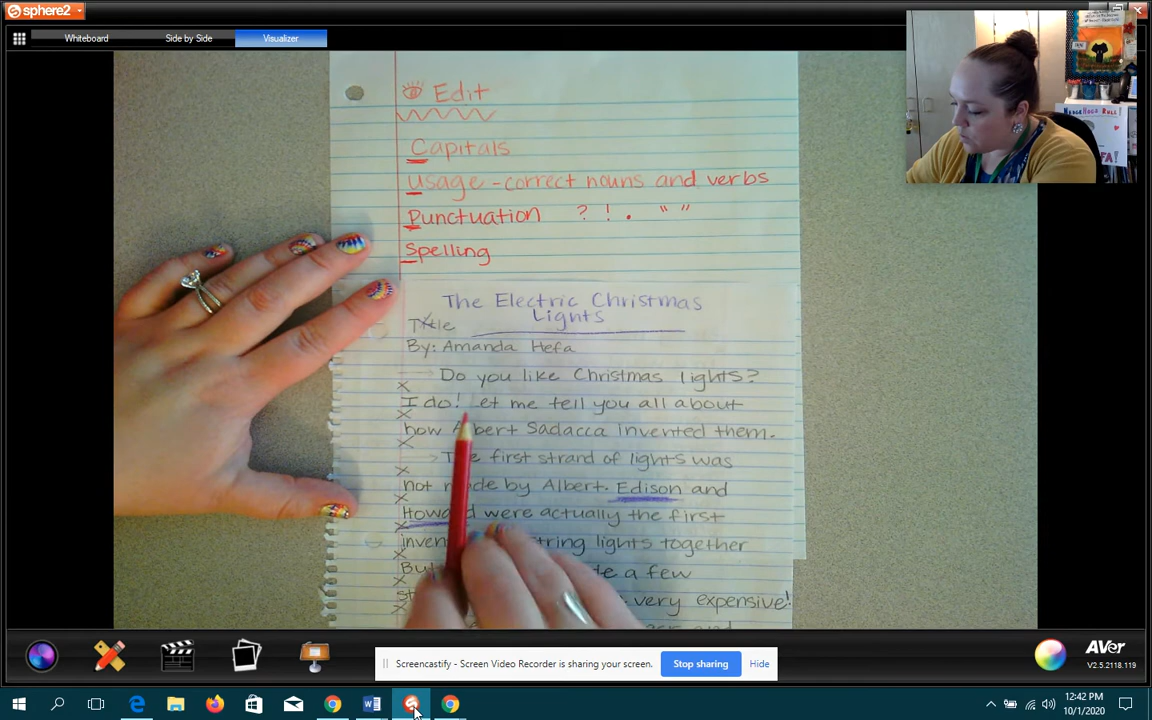 sphere2
Whiteboard
Side by Side
Visualizer
Edit
Capitals
Usage - correct nouns and verbs
Punctuation ? ! . " "
Spelling
The Electric Christmas
Lights
Title
By: Amanda Hefa
Do you like Christmas lights?
I do! et me tell you all about
how Albert Sadacca invented them.
The first strand of lights was
not made by Albert. Edison and
Howard were actually the first
string lights together
a few
very expensive!
Screencastify - Screen Video Recorder is sharing your screen.
Stop sharing
Hide
AVer
V2.5.2118.119
12:42 PM
10/1/2020